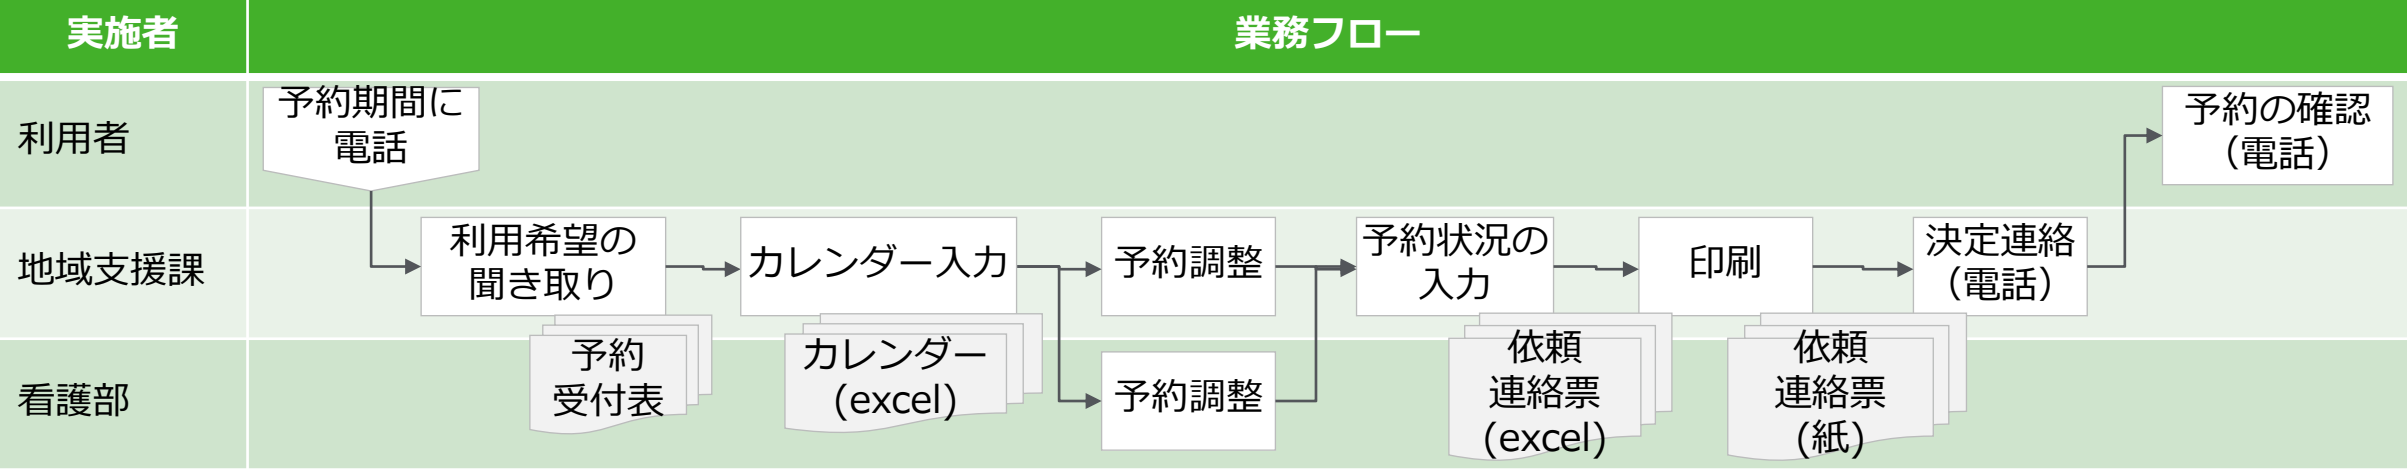 実施者
業務フロー
利用者
予約期間に
電話
予約の確認
（電話）
地域支援課
利用希望の
聞き取り
カレンダー入力
予約調整
予約状況の
入力
印刷
決定連絡
（電話）
看護部
予約
受付表
カレンダー
(excel)
予約調整
依頼
連絡票
(excel)
依頼
連絡票
(紙)